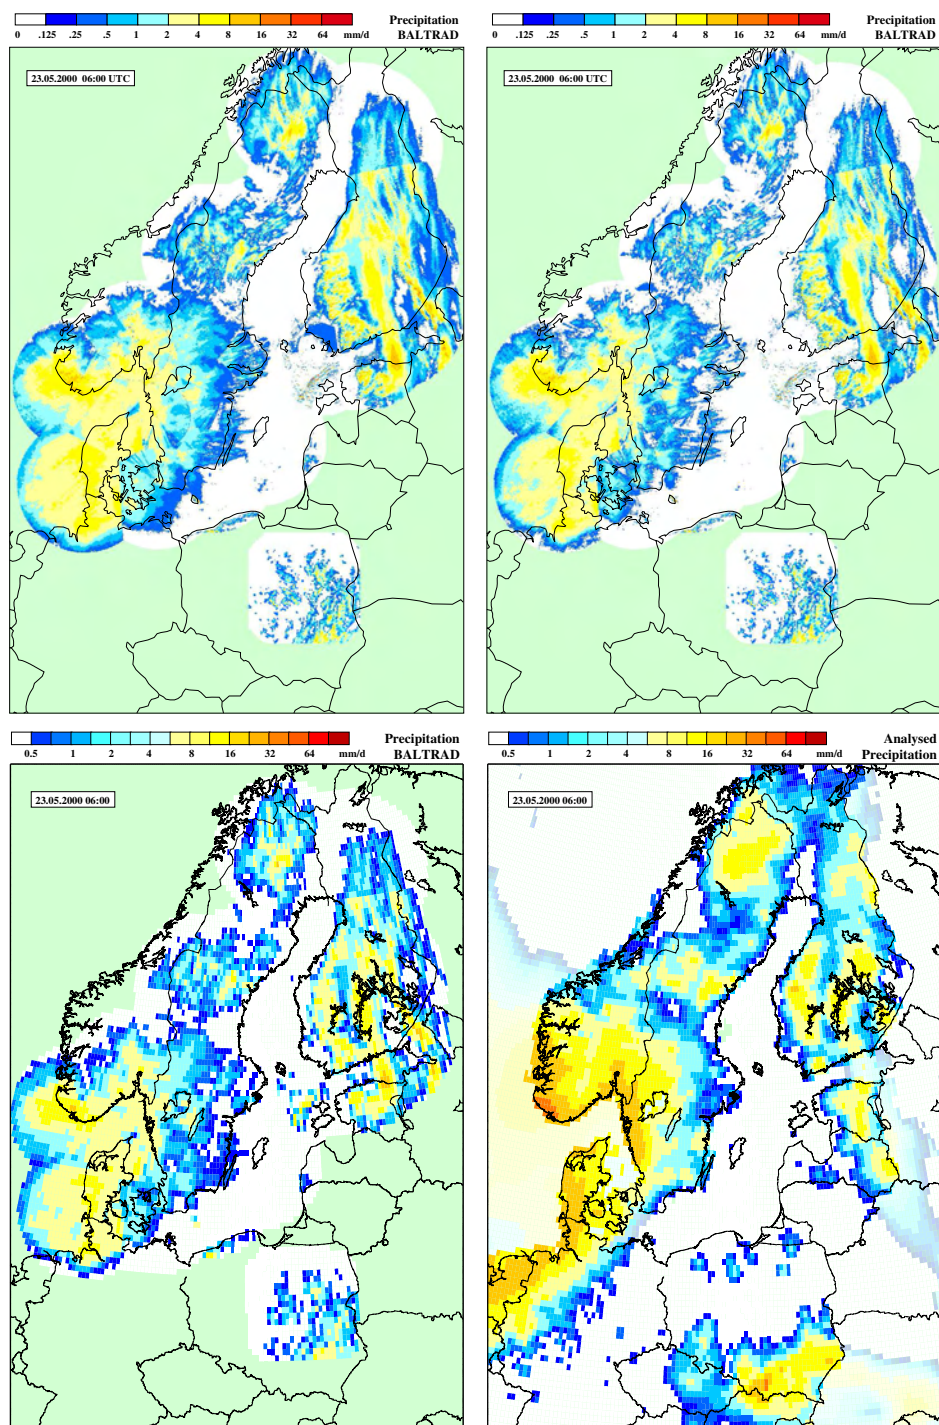 Precipitation
0 .125 .25 .5 1 2 4 8 16 32 64 mm/d BALTRAD
23.05.2000 06:00 UTC
Precipitation
0 .125 .25 .5 1 2 4 8 16 32 64 mm/d BALTRAD
23.05.2000 06:00 UTC
Precipitation
0.5 1 2 4 8 16 32 64 mm/d BALTRAD
23.05.2000 06:00
Analysed
0.5 1 2 4 8 16 32 64 mm/d Precipitation
23.05.2000 06:00